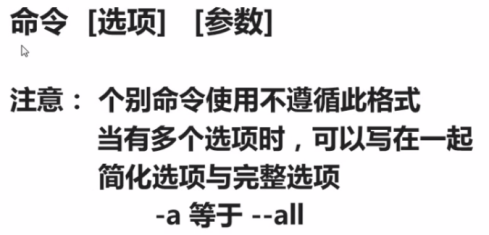 命令 [选项] [参数]
注意： 个别命令使用不遵循此格式
当有多个选项时，可以写在一起
简化选项与完整选项
-a 等于 --all